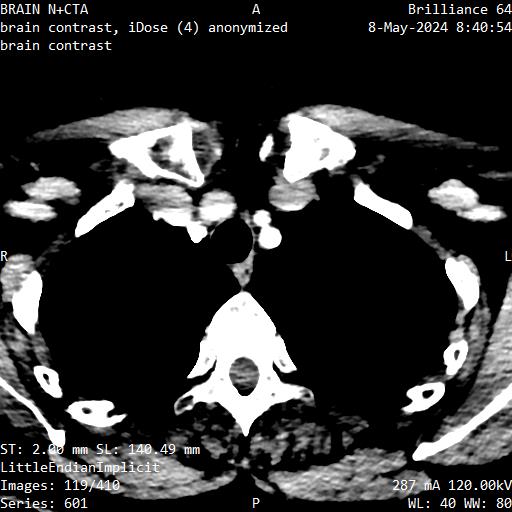 BRAIN N+CTA
A
Brilliance 64
brain contrast, iDose (4) anonymized
8-May-2024 8:40:54
brain contrast
R
L
ST: 2.00 mm SL: 140.49 mm
LittleEndianImplicit
Images: 119/410
287 mA 120.00kV
Series: 601
P
WL: 40 WW: 80